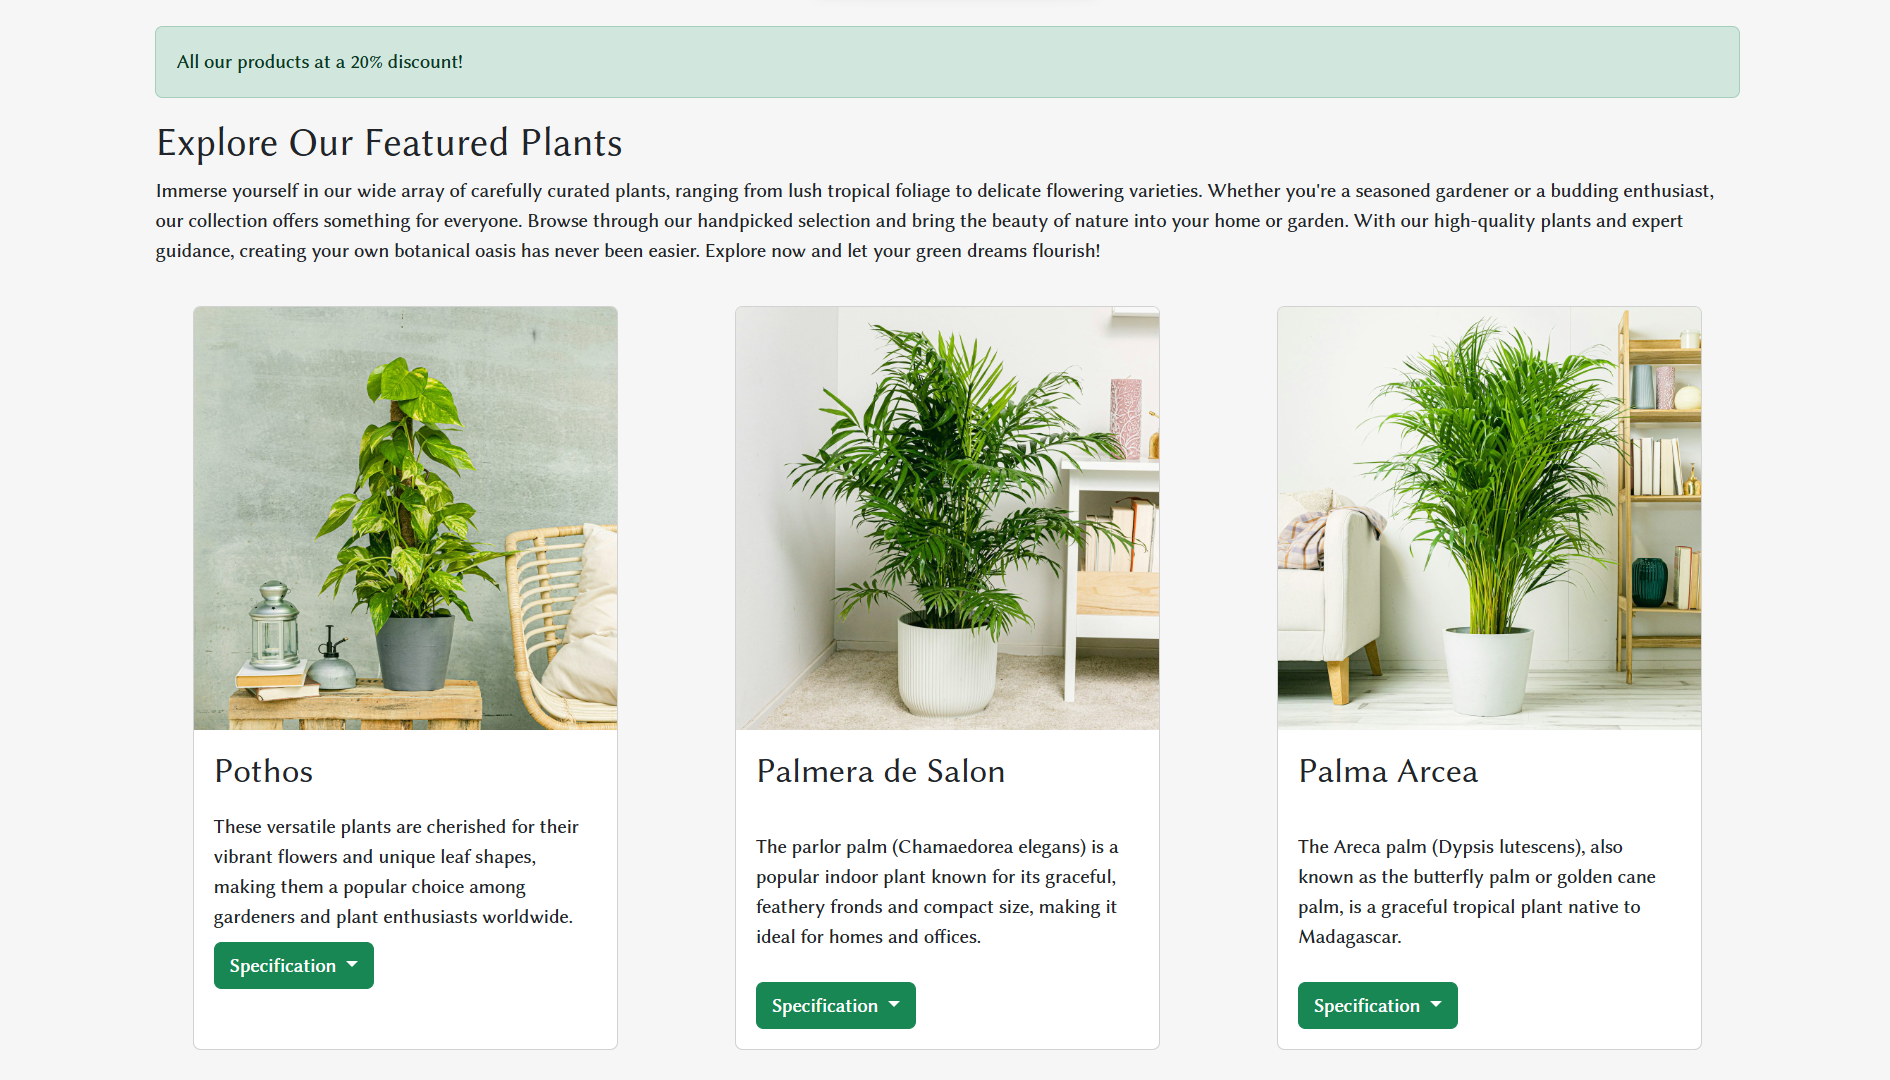 All our products at a 20% discount!
Explore Our Featured Plants
Immerse yourself in our wide array of carefully curated plants, ranging from lush tropical foliage to delicate flowering varieties. Whether you're a seasoned gardener or a budding enthusiast,
our collection offers something for everyone. Browse through our handpicked selection and bring the beauty of nature into your home or garden. With our high-quality plants and expert
guidance, creating your own botanical oasis has never been easier. Explore now and let your green dreams flourish!
Pothos
These versatile plants are cherished for their
vibrant flowers and unique leaf shapes,
making them a popular choice among
gardeners and plant enthusiasts worldwide.
Specification
Palmera de Salon
The parlor palm (Chamaedorea elegans) is a
popular indoor plant known for its graceful,
feathery fronds and compact size, making it
ideal for homes and offices.
Specification
Palma Arcea
The Areca palm (Dypsis lutescens), also
known as the butterfly palm or golden cane
palm, is a graceful tropical plant native to
Madagascar.
Specification